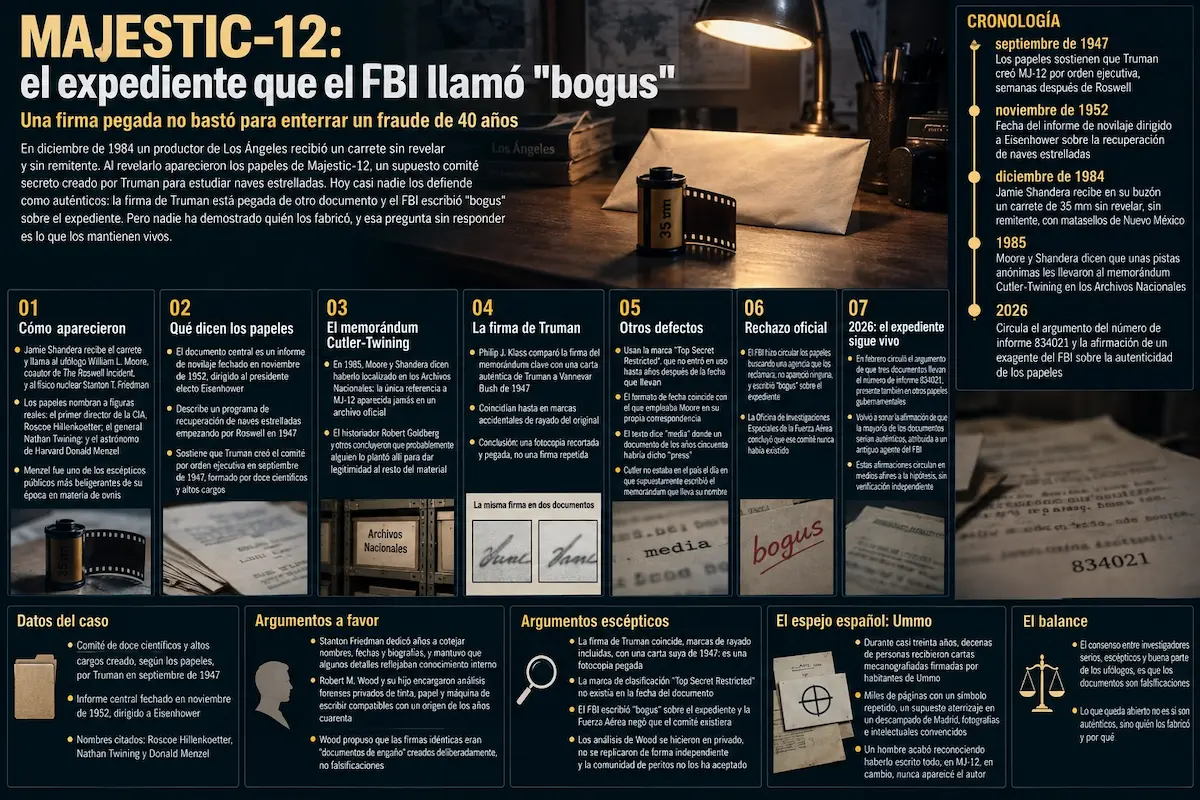 MAJESTIC-12:
el expediente que el FBI llamó "bogus"
Una firma pegada no bastó para enterrar un fraude de 40 años
En diciembre de 1984 un productor de Los Ángeles recibió un carrete sin revelar
y sin remitente. Al revelarlo aparecieron los papeles de Majestic-12, un supuesto comité
secreto creado por Truman para estudiar naves estrelladas. Hoy casi nadie los defiende
como auténticos: la firma de Truman está pegada de otro documento y el FBI escribió "bogus"
sobre el expediente. Pero nadie ha demostrado quién los fabricó, y esa pregunta sin responder
es lo que los mantienen vivos.
Los Ángeles
35 mm
CRONOLOGÍA
septiembre de 1947
Los papeles sostienen que Truman
creó MJ-12 por orden ejecutiva,
semanas después de Roswell
noviembre de 1952
Fecha del informe de novilaje dirigido
a Eisenhower sobre la recuperación
de naves estrelladas
diciembre de 1984
Jamie Shandera recibe en su buzón
un carrete de 35 mm sin revelar, sin
remitente, con matasellos de Nuevo México
1985
Moore y Shandera dicen que unas pistas
anónimas les llevaron al memorándum
Cutler-Twining en los Archivos Nacionales
2026
Circula el argumento del número de
informe 834021 y la afirmación de un
exagente del FBI sobre la autenticidad
de los papeles
01
Cómo aparecieron
Jamie Shandera recibe el carrete
y llama al ufólogo William L. Moore,
coautor de The Roswell Incident,
y al físico nuclear Stanton T. Friedman
Los papeles nombran a figuras
reales: el primer director de la CIA,
Roscoe Hillenkoetter; el general
Nathan Twining; y el astrónomo
de Harvard Donald Menzel
Menzel fue uno de los escépticos
públicos más beligerantes de su
época en materia de ovnis
02
Qué dicen los papeles
El documento central es un informe
de novilaje fechado en noviembre
de 1952, dirigido al presidente
electo Eisenhower
Describe un programa de
recuperación de naves estrelladas
empezando por Roswell en 1947
Sostiene que Truman creó el comité
por orden ejecutiva en septiembre
de 1947, formado por doce científicos
y altos cargos
03
El memorándum
Cutler-Twining
En 1985, Moore y Shandera dicen
haberlo localizado en los Archivos
Nacionales: la única referencia a
MJ-12 aparecida jamás en un
archivo oficial
El historiador Robert Goldberg
y otros concluyen que probablemente
alguien lo plantó allí para dar
legitimidad al resto del material
Archivos
Nacionales
04
La firma de Truman
Philip J. Klass comparó la firma del
memorándum clave con una carta
auténtica de Truman a Vannevar
Bush de 1947
Coincidían hasta en marcas
accidentales de rayado del original
Conclusión: una fotocopia recortada
y pegada, no una firma repetida
La misma firma en dos documentos
05
Otros defectos
Usan la marca "Top Secret
Restricted", que no entró en uso
hasta años después de la fecha
que llevan
El formato de fecha coincide con
el que empleaba Moore en su
propia correspondencia
El texto dice "media" donde un
documento de los años cincuenta
habría dicho "press"
Cutler no estaba en el país el día en
que supuestamente escribió el
memorándum que lleva su nombre
media
06
Rechazo oficial
El FBI hizo circular los papeles
buscando una agencia que los
reclamara, no apareció ninguna,
y escribió "bogus" sobre el
expediente
La Oficina de Investigaciones
Especiales de la Fuerza Aérea
concluyó que ese comité nunca
había existido
bogus
07
2026: el expediente
sigue vivo
En febrero circuló el argumento
de que tres documentos llevan
el número de informe 834021,
presente también en otros papeles
gubernamentales
Volvió a sonar la afirmación de que
la mayoría de los documentos
serían auténticos, atribuida a un
antiguo agente del FBI
Estas afirmaciones circulan en
medios afines a la hipótesis, sin
verificación independiente
834021
Datos del caso
Comité de doce científicos y altos
cargos creado, según los papeles,
por Truman en septiembre de 1947
Informe central fechado en noviembre
de 1952, dirigido a Eisenhower
Nombres citados: Roscoe Hillenkoetter,
Nathan Twining y Donald Menzel
Argumentos a favor
Stanton Friedman dedicó años a cotejar
nombres, fechas y biografías, y mantuvo que
algunos detalles reflejaban conocimiento interno
Robert M. Wood y su hijo encargaron análisis
forenses privados de tinta, papel y máquina de
escribir compatibles con un origen de los años
cuarenta
Wood propuso que las firmas idénticas eran
"documentos de engaño" creados deliberadamente,
no falsificaciones
Argumentos escépticos
La firma de Truman coincide, marcas de rayado
incluidas, con una carta suya de 1947: es una
fotocopia pegada
La marca de clasificación "Top Secret Restricted"
no existía en la fecha del documento
El FBI escribió "bogus" sobre el expediente y la
Fuerza Aérea negó que el comité existiera
Los análisis de Wood se hicieron en privado,
no se replicaron de forma independiente
y la comunidad de peritos no los ha aceptado
El espejo español: Ummo
Durante casi treinta años, decenas
de personas recibieron cartas
mecanografiadas firmadas por
habitantes de Ummo
Miles de páginas con un símbolo
repetido, un supuesto aterrizaje en
un descampado de Madrid, fotografías
e intelectuales convencidos
Un hombre acabó reconociendo
haberlo escrito todo, en MJ-12, en
cambio, nunca apareicé el autor
El balance
El consenso entre investigadores
serios, escépticos y buena parte
de los ufólogos, es que los
documentos son falsificaciones
Lo que queda abierto no es si son
auténticos, sino quién los fabricó
y por qué